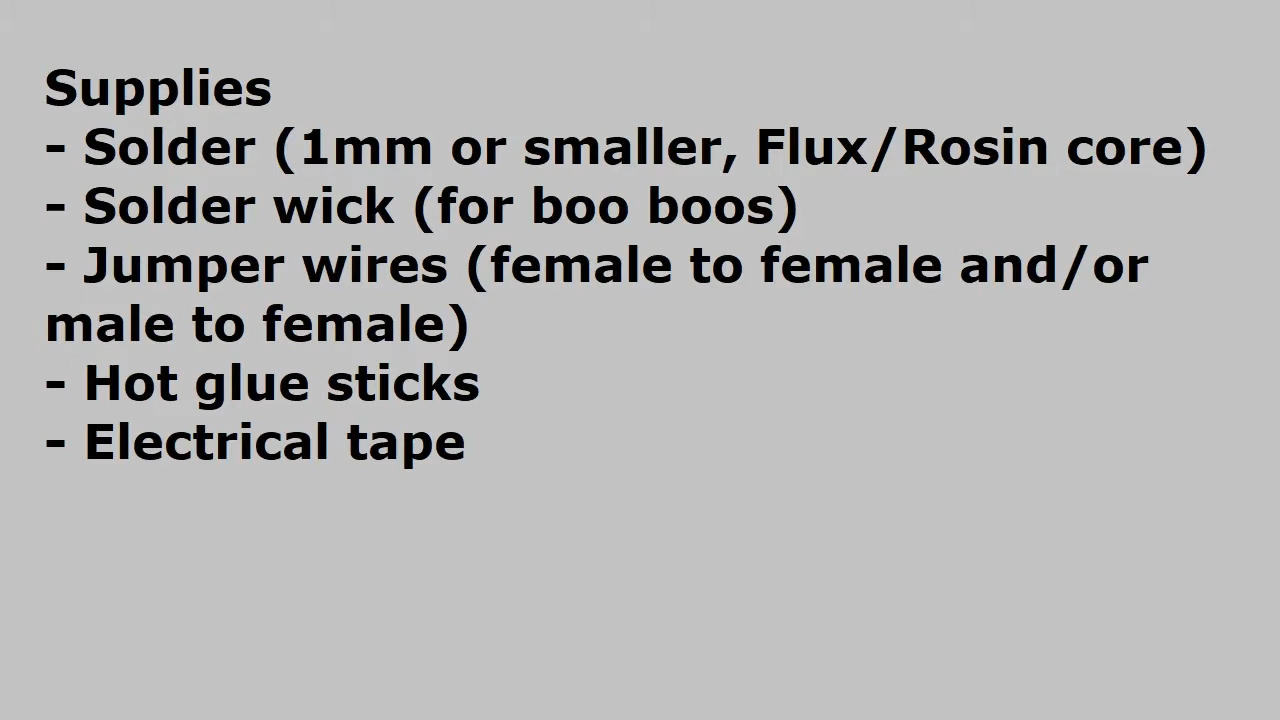 Supplies
- Solder (1mm or smaller, Flux/Rosin core)
- Solder wick (for boo boos)
- Jumper wires (female to female and/or
male to female)
- Hot glue sticks
- Electrical tape